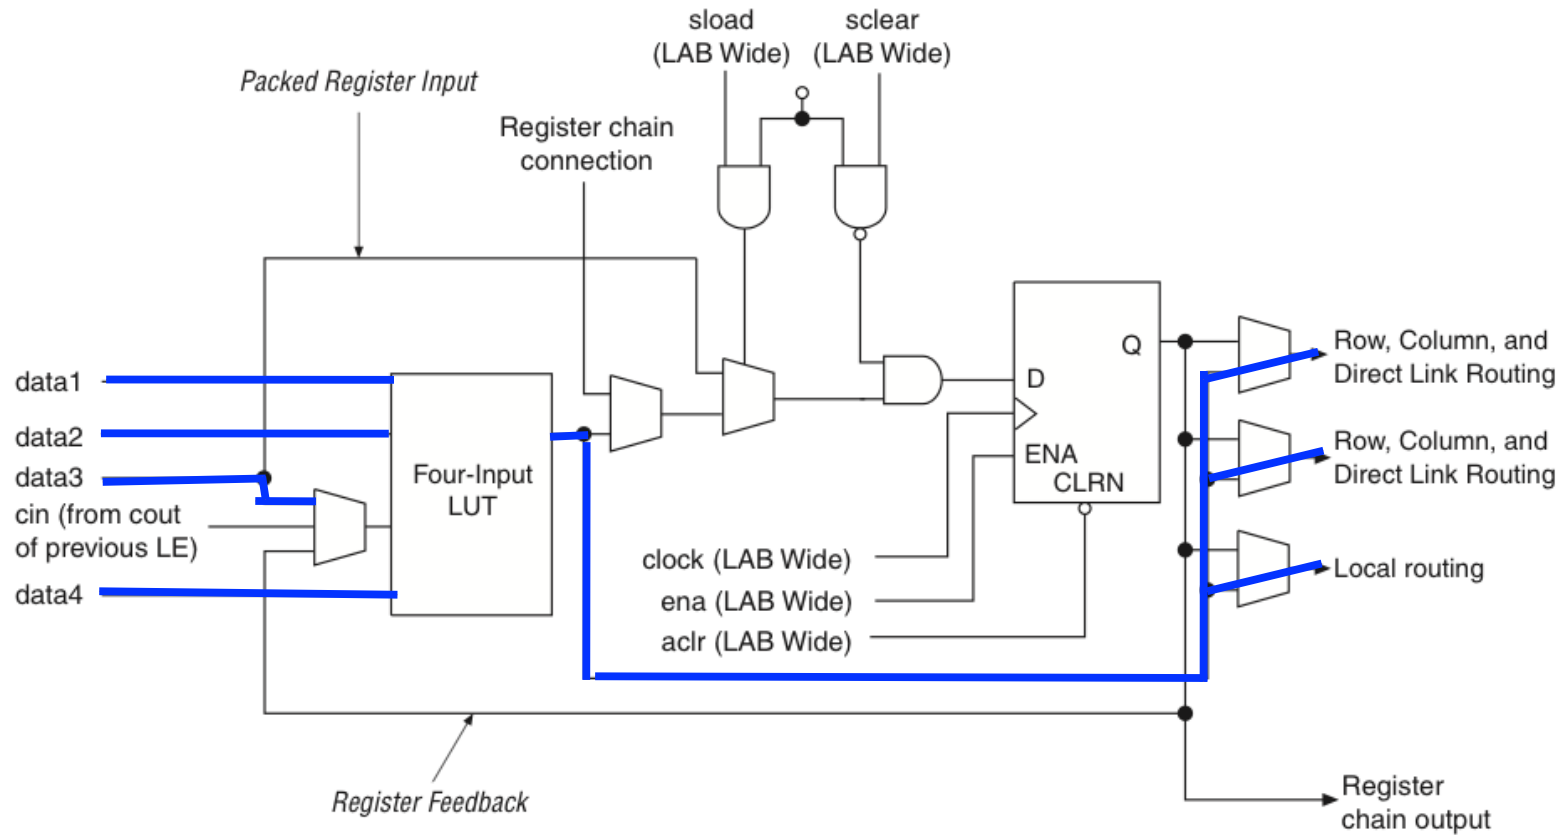 sload
(LAB Wide)
sclear
(LAB Wide)
Packed Register Input
Register chain
connection
data1
data2
data3
cin (from cout
of previous LE)
data4
Four-Input
LUT
Q
D
ENA
CLRN
clock (LAB Wide)
ena (LAB Wide)
aclr (LAB Wide)
Row, Column, and
Direct Link Routing
Row, Column, and
Direct Link Routing
Local routing
Register Feedback
Register
chain output